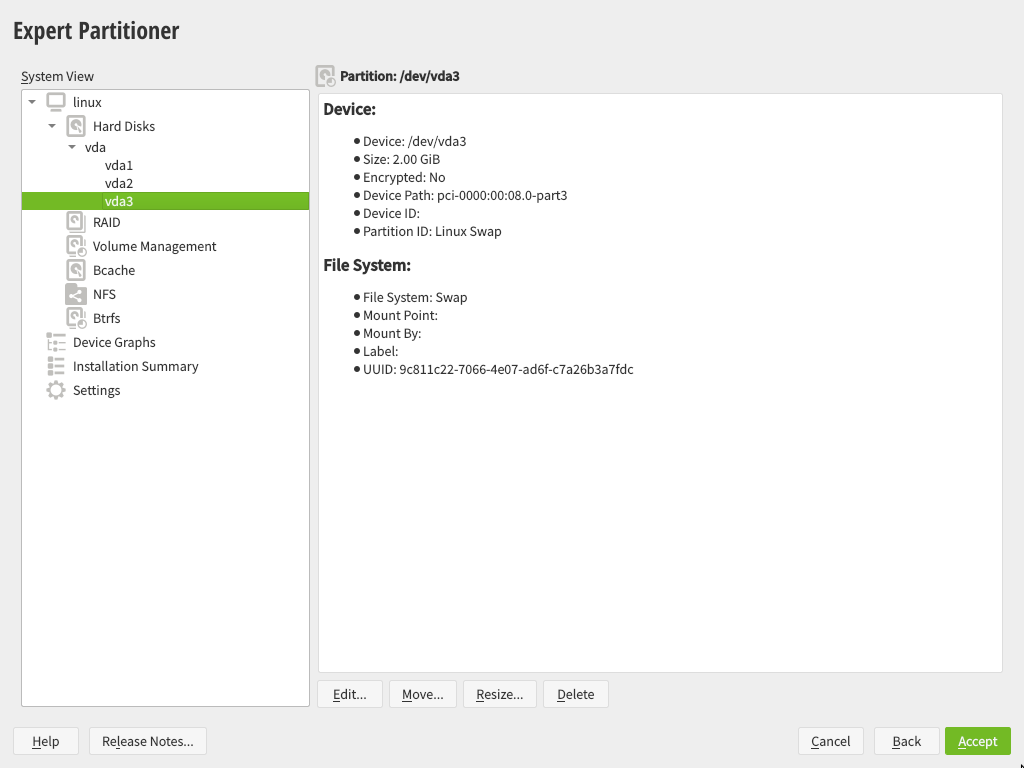 Expert Partitioner
System View
linux
Hard Disks
vda
vda1
vda2
vda3
RAID
Volume Management
Bcache
NFS
Btrfs
Device Graphs
Installation Summary
Settings
Partition: /dev/vda3
Device:
● Device: /dev/vda3
● Size: 2.00 GiB
● Encrypted: No
● Device Path: pci-0000:00:08.0-part3
● Device ID:
● Partition ID: Linux Swap
File System:
● File System: Swap
● Mount Point:
● Mount By:
● Label:
● UUID: 9c811c22-7066-4e07-ad6f-c7a26b3a7fdc
Edit... Move... Resize... Delete
Help Release Notes... Cancel Back Accept